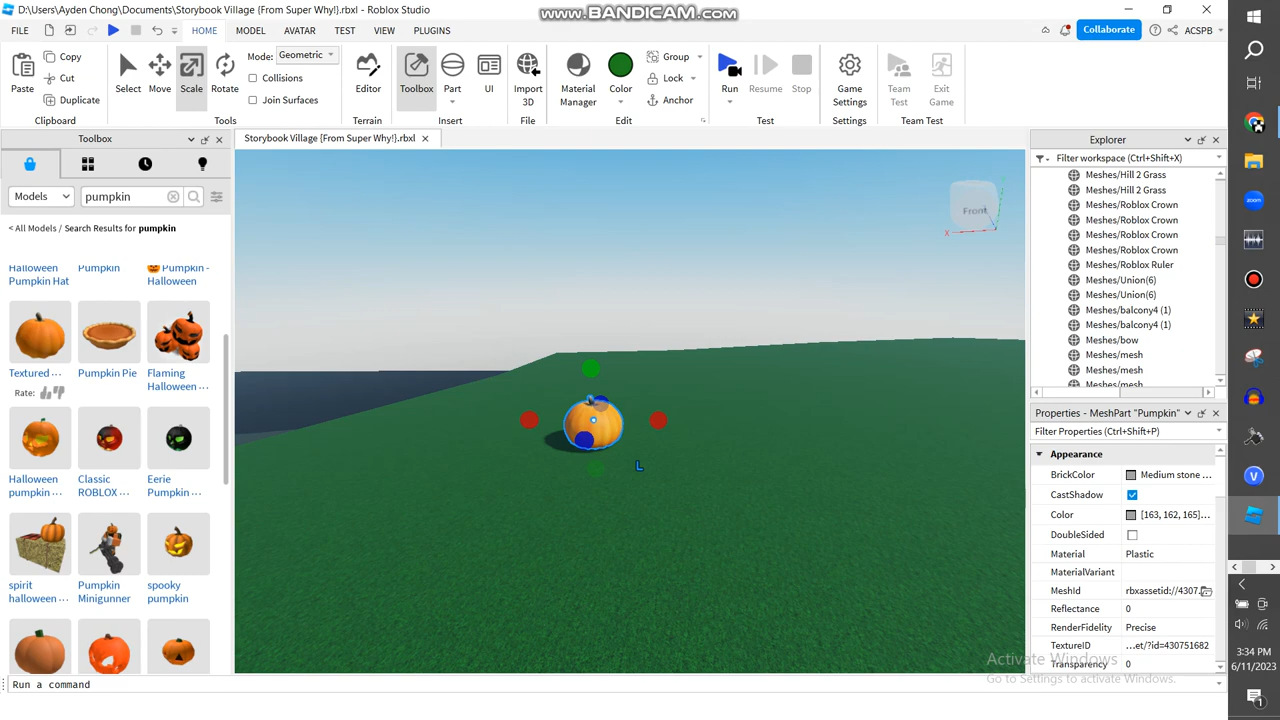 D:\Users\Ayden Chong\Documents\Storybook Village {From Super Why!}.rbxl - Roblox Studio
www.BANDICAM.com
FILE HOME MODEL AVATAR TEST VIEW PLUGINS
Collaborate ACSPB
Paste Copy Cut Duplicate
Clipboard
Select Move Scale Rotate
Mode: Geometric
Collisions
Join Surfaces
Tools
Editor
Terrain
Toolbox Part UI
Insert
Import 3D
File
Material Manager Color
Group
Lock
Anchor
Edit
Run Resume Stop
Test
Game Settings
Settings
Team Test Exit Game
Team Test
Toolbox
Models pumpkin
< All Models / Search Results for pumpkin
Halloween Pumpkin Hat
Pumpkin
Pumpkin - Halloween
Textured ...
Rate:
Pumpkin Pie
Flaming Halloween ...
Halloween pumpkin ...
Classic ROBLOX ...
Eerie Pumpkin ...
spirit halloween ...
Pumpkin Minigunner
spooky pumpkin
Storybook Village {From Super Why!}.rbxl
Front
X
L
Explorer
Filter workspace (Ctrl+Shift+X)
Meshes/Hill 2 Grass
Meshes/Hill 2 Grass
Meshes/Roblox Crown
Meshes/Roblox Crown
Meshes/Roblox Crown
Meshes/Roblox Crown
Meshes/Roblox Ruler
Meshes/Union(6)
Meshes/Union(6)
Meshes/balcony4 (1)
Meshes/balcony4 (1)
Meshes/bow
Meshes/mesh
Meshes/mesh
Meshes/mesh
Properties - MeshPart "Pumpkin"
Filter Properties (Ctrl+Shift+P)
Appearance
BrickColor Medium stone ...
CastShadow
Color [163, 162, 165]...
DoubleSided
Material Plastic
MaterialVariant
MeshId rbxassetid://4307...
Reflectance 0
RenderFidelity Precise
TextureID ...et/?id=430751682
Transparency 0
Activate Windows
Go to Settings to activate Windows.
Run a command
zoom
V
3:34 PM
6/11/2023
1